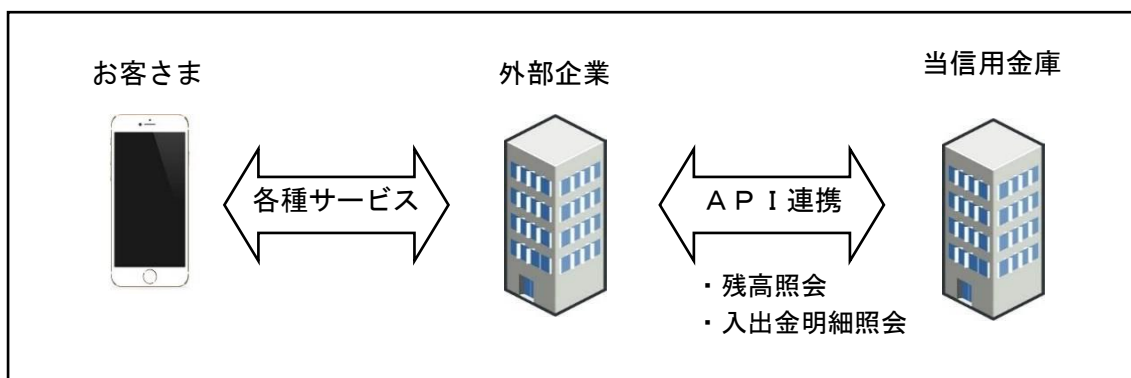 お客さま
外部企業
当信用金庫
各種サービス
ＡＰＩ連携
・残高照会
・入出金明細照会